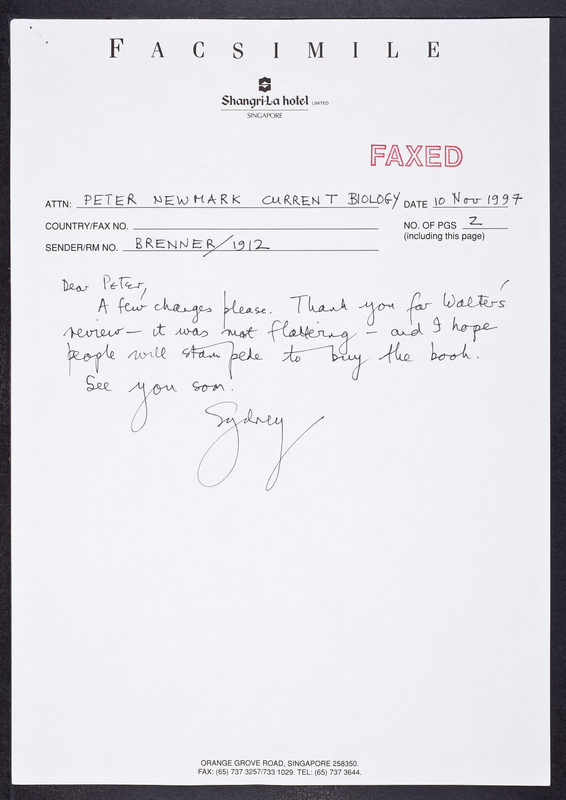 FACSIMILE
Shangri-La hotel LIMITED
SINGAPORE
FAXED
ATTN: PETER NEWMARK CURRENT BIOLOGY DATE 10 Nov 1997
COUNTRY/FAX NO. NO. OF PGS 2
(including this page)
SENDER/RM NO. BRENNER/1912
Dear Peter,
A few changes please. Thank you for Walter's
review – it was most flattering – and I hope
people will stampede to buy the book.
See you soon.
Sydney
ORANGE GROVE ROAD, SINGAPORE 258350.
FAX: (65) 737 3257/733 1029. TEL: (65) 737 3644.